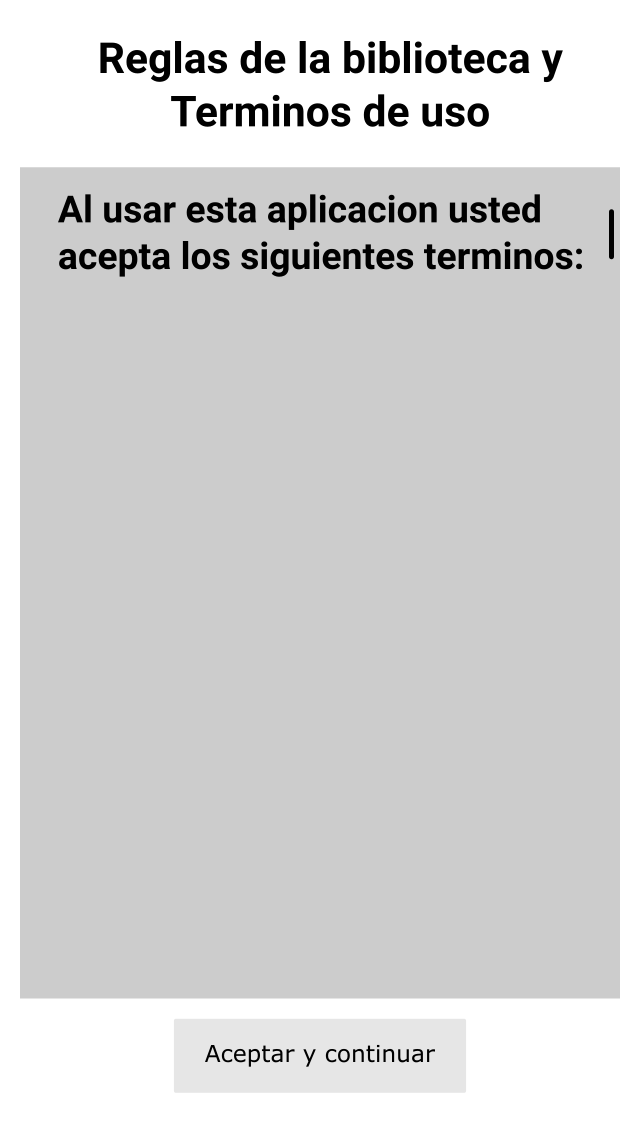 Reglas de la biblioteca y
Terminos de uso
Al usar esta aplicacion usted
acepta los siguientes terminos:
Aceptar y continuar